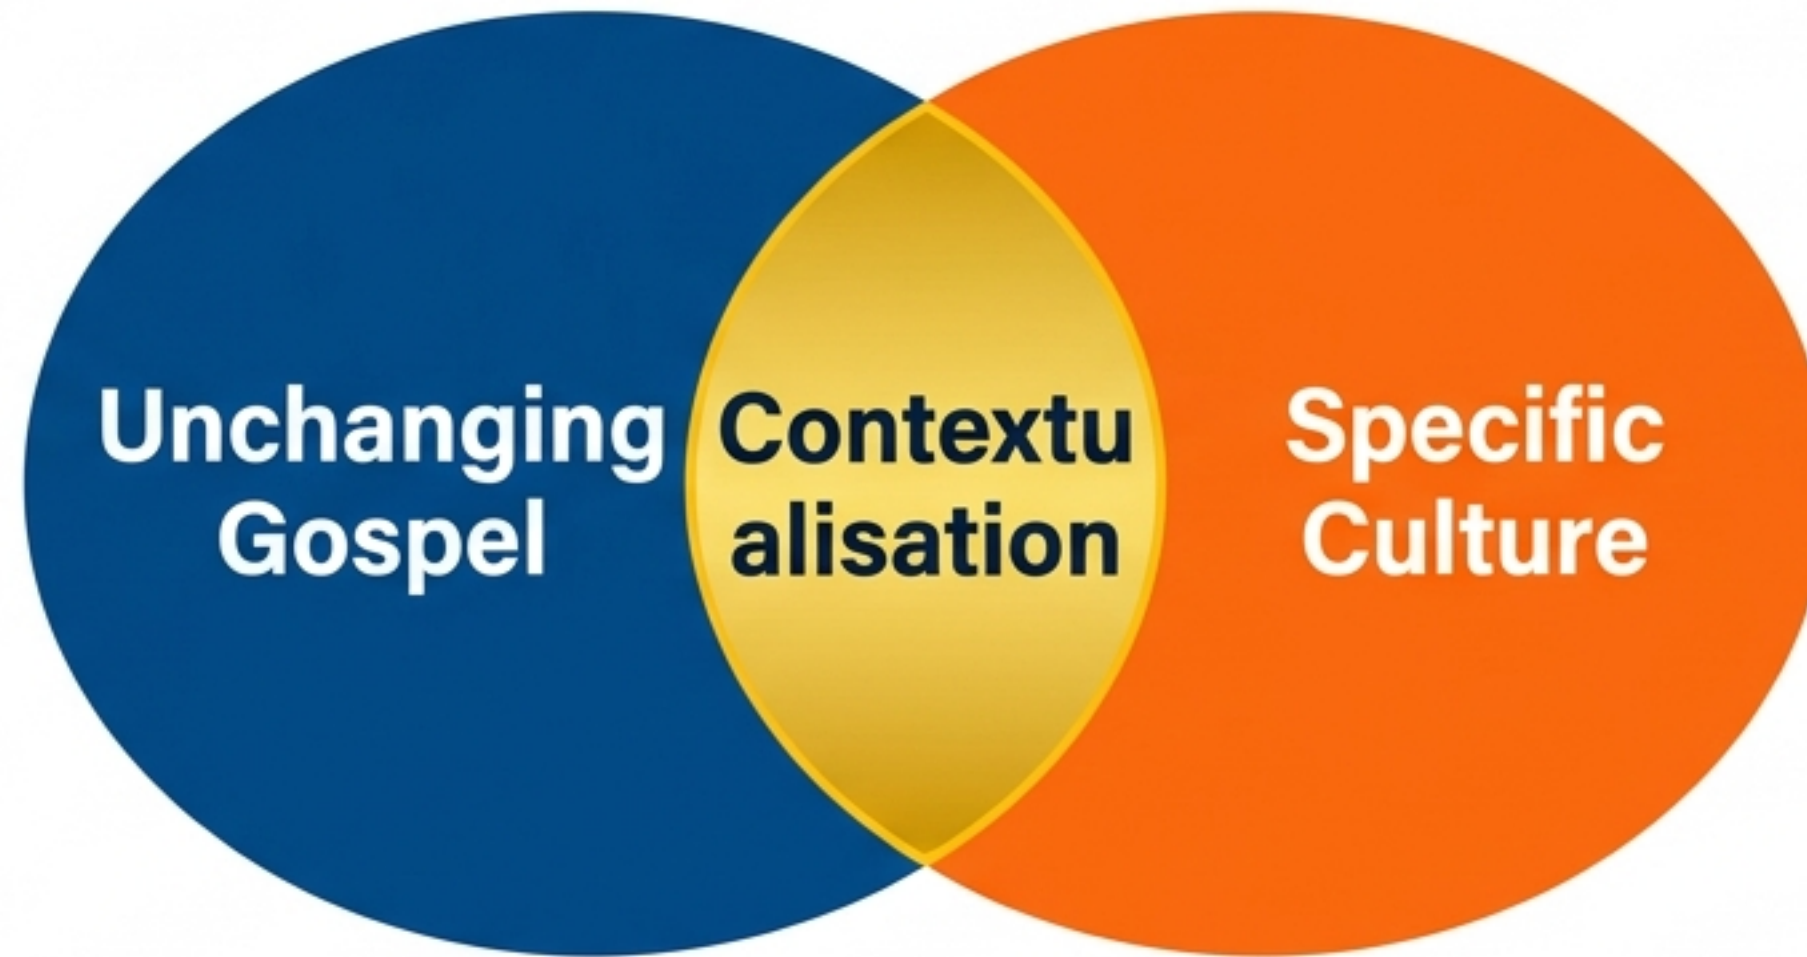 Unchanging
Gospel
Contextu
alisation
Specific
Culture